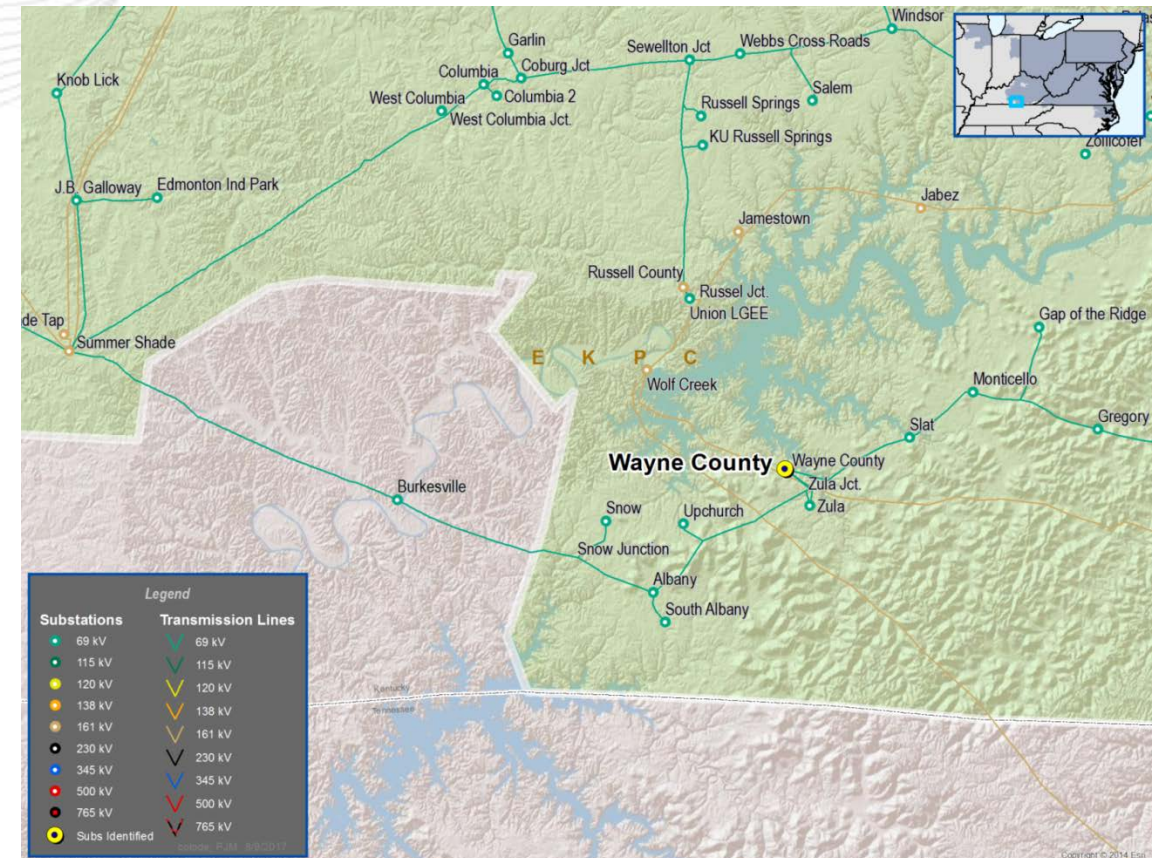 Windsor
Garlin
Sewellton Jct
Webbs Cross Roads
Coburg Jct
Knob Lick
Columbia
Salem
West Columbia
Columbia 2
Russell Springs
West Columbia Jct.
KU Russell Springs
Zollicofer
J.B. Galloway
Edmonton Ind Park
Jabez
Jamestown
Russell County
Russel Jct.
Union LGEE
Gap of the Ridge
de Tap
Summer Shade
E K P C
Wolf Creek
Monticello
Gregory
Slat
Wayne County
Wayne County
Zula Jct.
Burkesville
Snow
Upchurch
Zula
Snow Junction
Albany
South Albany
Kentucky
Tennessee
Legend
Substations
Transmission Lines
69 kV
69 kV
115 kV
115 kV
120 kV
120 kV
138 kV
138 kV
161 kV
161 kV
230 kV
230 kV
345 kV
345 kV
500 kV
500 kV
765 kV
765 kV
Subs Identified
Copyright © 2014 Esri